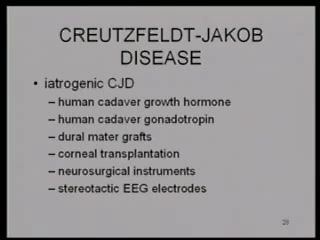 CREUTZFELDT-JAKOB
DISEASE
• iatrogenic CJD
– human cadaver growth hormone
– human cadaver gonadotropin
– dural mater grafts
– corneal transplantation
– neurosurgical instruments
– stereotactic EEG electrodes
28